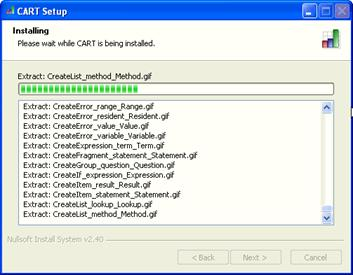 CART Setup
Installing
Please wait while CART is being installed.
Extract: CreateList_method_Method.gif
Extract: CreateError_range_Range.gif
Extract: CreateError_resident_Resident.gif
Extract: CreateError_value_Value.gif
Extract: CreateError_variable_Variable.gif
Extract: CreateExpression_term_Term.gif
Extract: CreateFragment_statement_Statement.gif
Extract: CreateGroup_question_Question.gif
Extract: CreateIf_expression_Expression.gif
Extract: CreateItem_result_Result.gif
Extract: CreateItem_statement_Statement.gif
Extract: CreateList_lookup_Lookup.gif
Extract: CreateList_method_Method.gif
Nullsoft Install System v2.40
< Back
Next >
Cancel